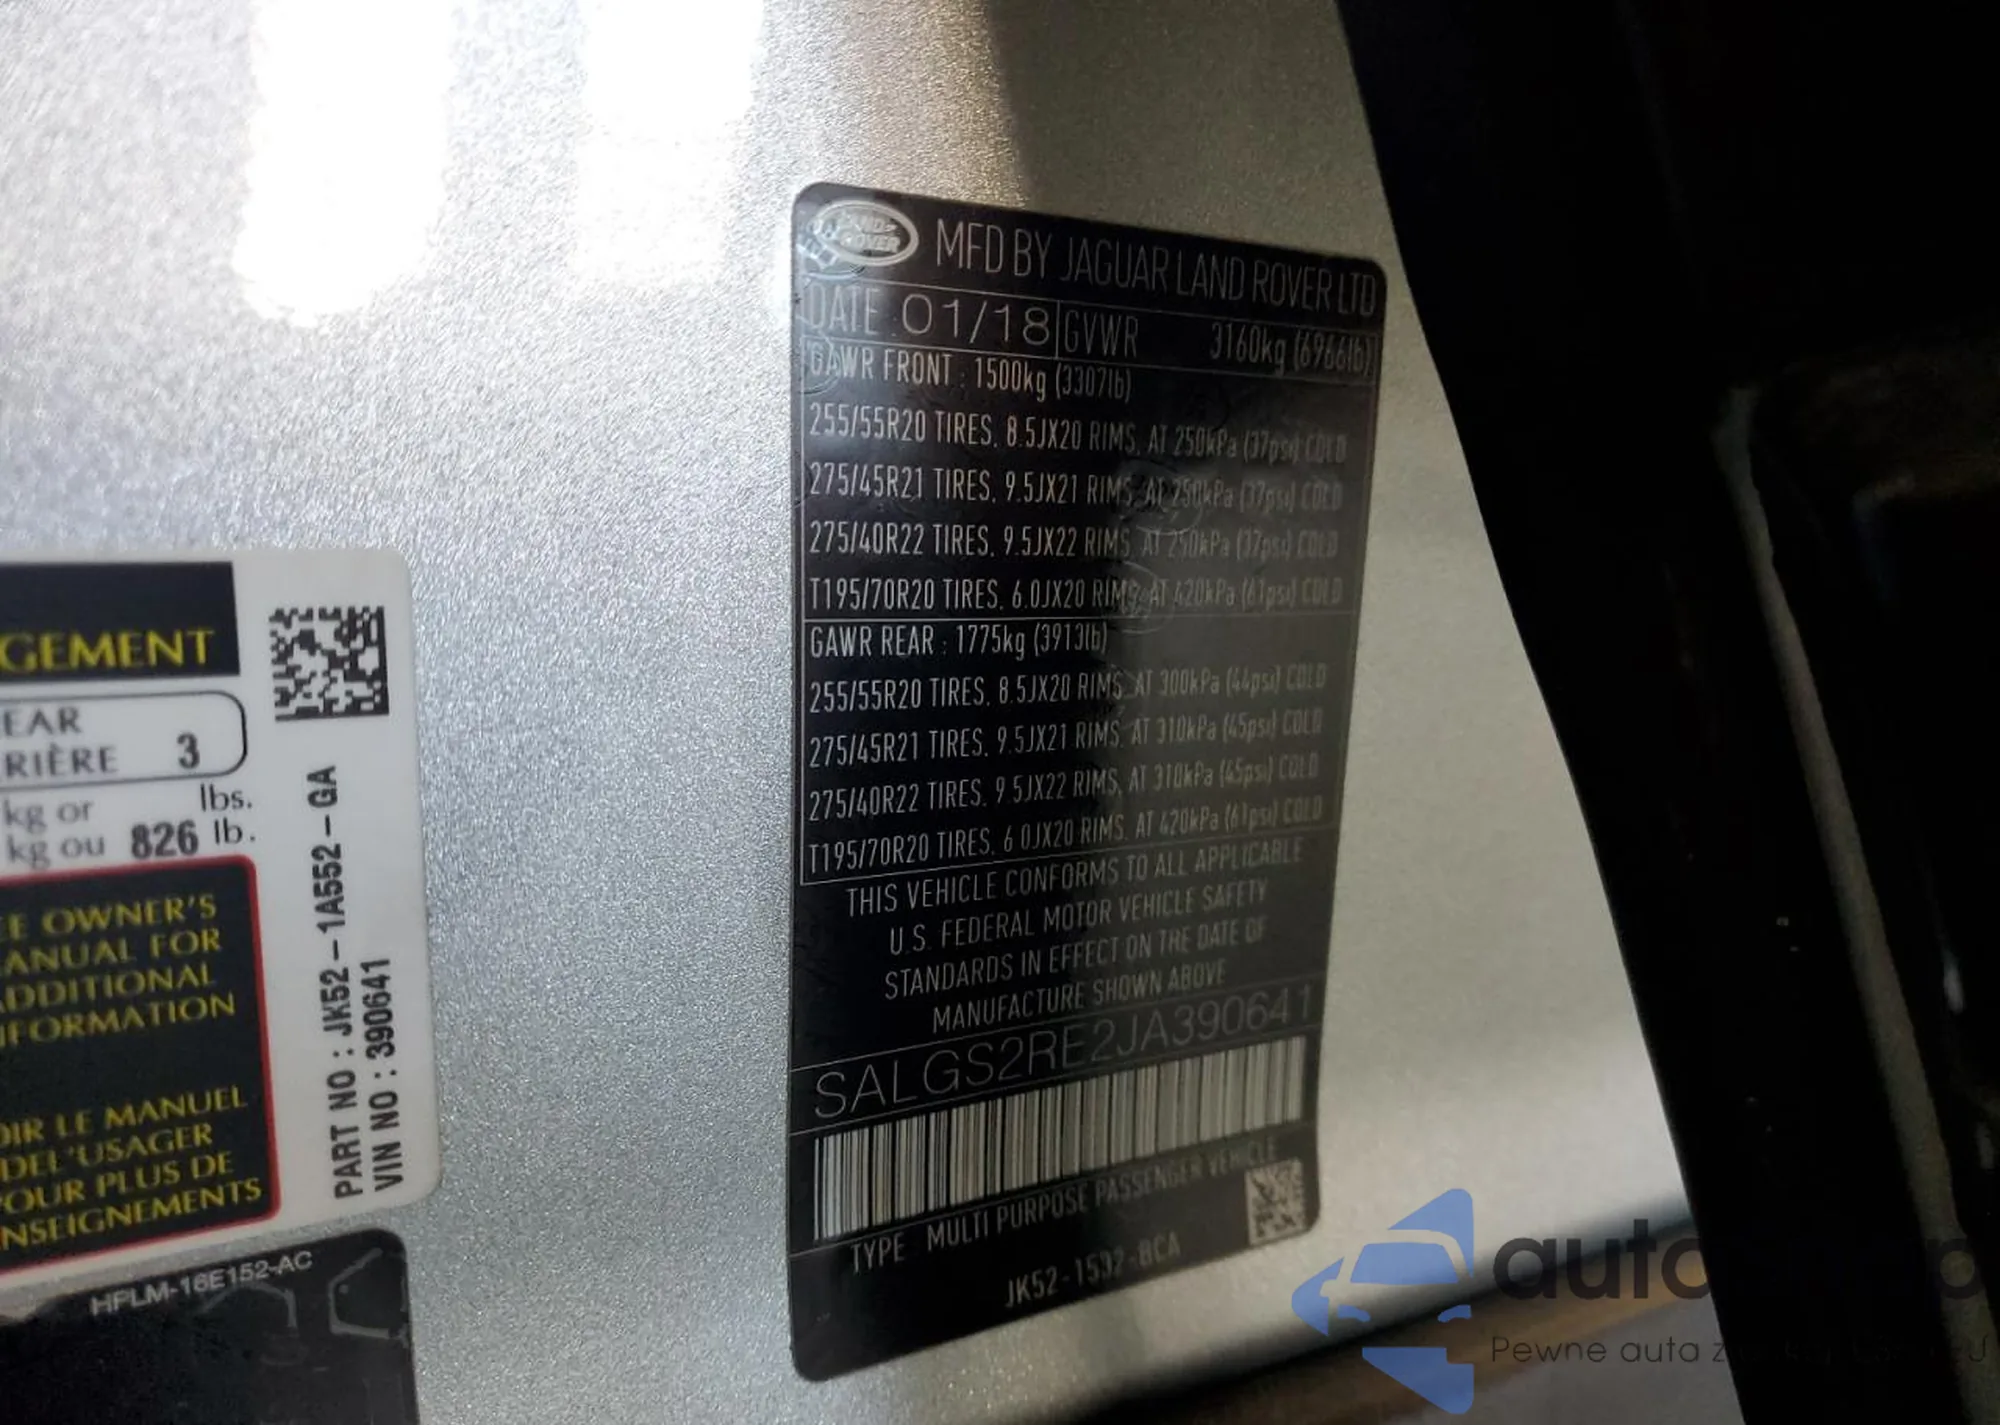 GEMENT
EAR
RIÈRE 3
kg or lbs.
kg ou 826 lb.
E OWNER'S
ANUAL FOR
ADDITIONAL
NFORMATION
OIR LE MANUEL
DE L'USAGER
POUR PLUS DE
NSEIGNEMENTS
PART NO : JK52-1A552-GA
VIN NO : 390641
HPLM-16E152-AC
LAND ROVER
MFD BY JAGUAR LAND ROVER LTD
DATE : 01/18 GVWR 3160kg (6966lb)
GAWR FRONT : 1500kg (3307lb)
255/55R20 TIRES, 8.5JX20 RIMS, AT 250kPa (37psi) COLD
275/45R21 TIRES, 9.5JX21 RIMS, AT 250kPa (37psi) COLD
275/40R22 TIRES, 9.5JX22 RIMS, AT 250kPa (37psi) COLD
T195/70R20 TIRES, 6.0JX20 RIMS, AT 420kPa (61psi) COLD
GAWR REAR : 1775kg (3913lb)
255/55R20 TIRES, 8.5JX20 RIMS, AT 300kPa (44psi) COLD
275/45R21 TIRES, 9.5JX21 RIMS, AT 310kPa (45psi) COLD
275/40R22 TIRES, 9.5JX22 RIMS, AT 310kPa (45psi) COLD
T195/70R20 TIRES, 6.0JX20 RIMS, AT 420kPa (61psi) COLD
THIS VEHICLE CONFORMS TO ALL APPLICABLE
U.S. FEDERAL MOTOR VEHICLE SAFETY
STANDARDS IN EFFECT ON THE DATE OF
MANUFACTURE SHOWN ABOVE
SALGS2RE2JA390641
TYPE : MULTI PURPOSE PASSENGER VEHICLE
JK52-1532-BCA
Pewne auta z